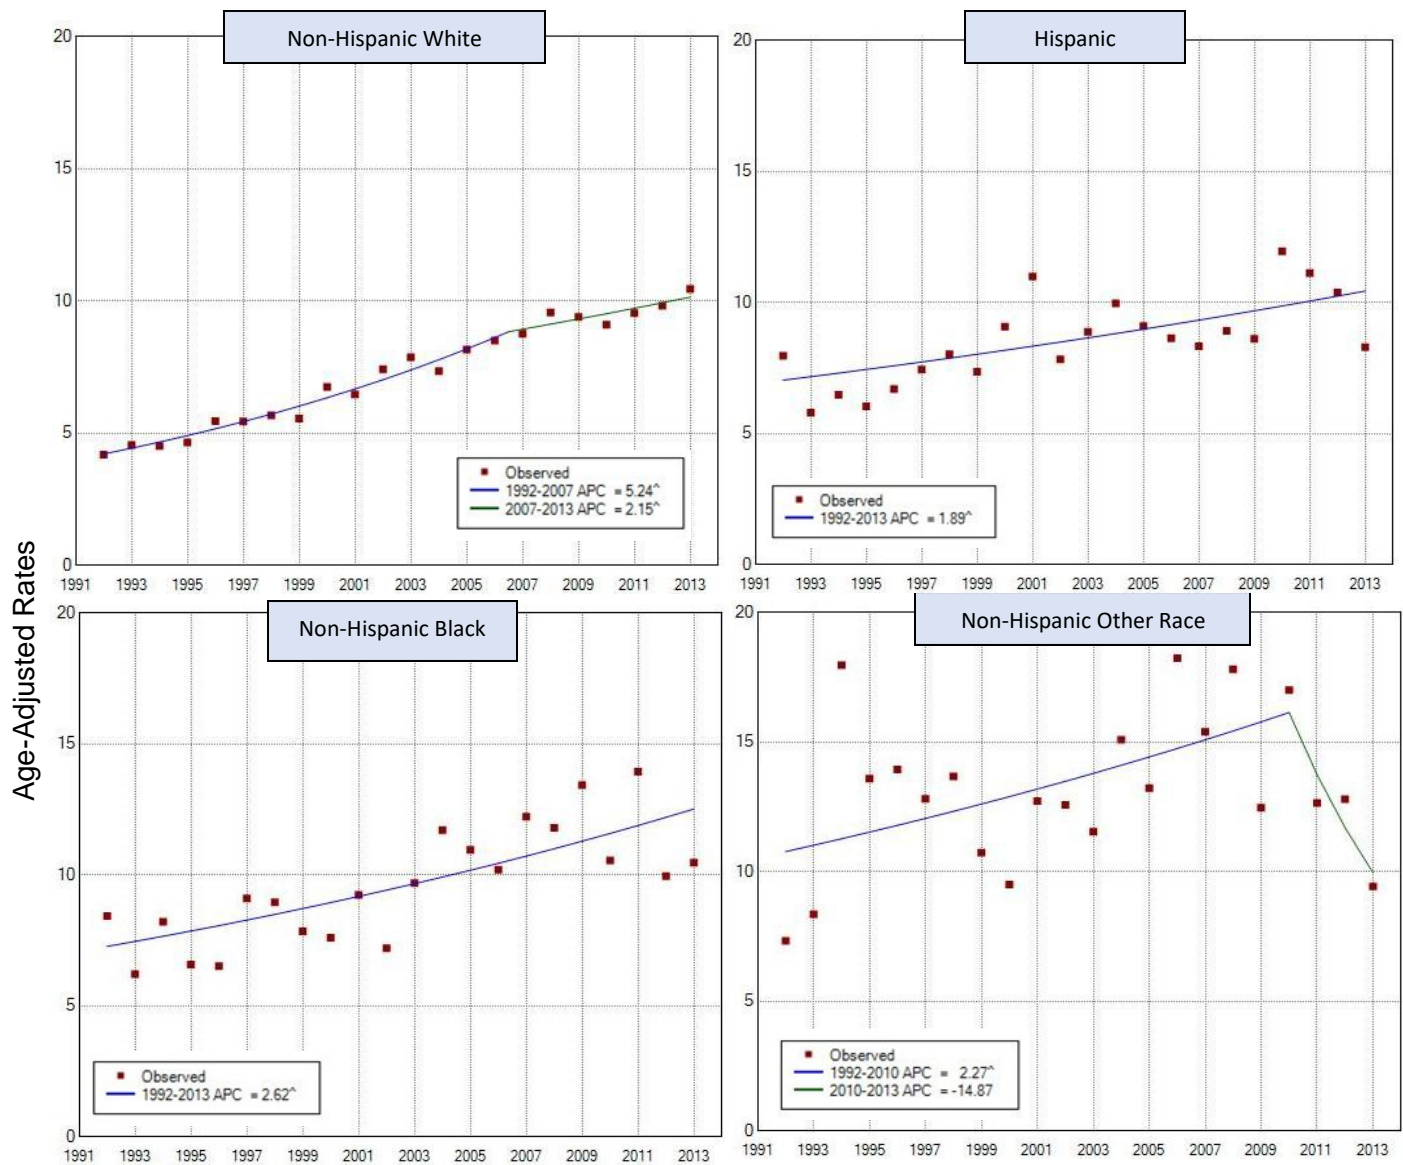 Age-Adjusted Rates
Non-Hispanic White
20
15
10
5
0
1991 1993 1995 1997 1999 2001 2003 2005 2007 2009 2011 2013
Observed
1992-2007 APC = 5.24^
2007-2013 APC = 2.15^
Hispanic
20
15
10
5
0
1991 1993 1995 1997 1999 2001 2003 2005 2007 2009 2011 2013
Observed
1992-2013 APC = 1.89^
Non-Hispanic Black
20
15
10
5
0
1991 1993 1995 1997 1999 2001 2003 2005 2007 2009 2011 2013
Observed
1992-2013 APC = 2.62^
Non-Hispanic Other Race
20
15
10
5
0
1991 1993 1995 1997 1999 2001 2003 2005 2007 2009 2011 2013
Observed
1992-2010 APC = 2.27^
2010-2013 APC = -14.87